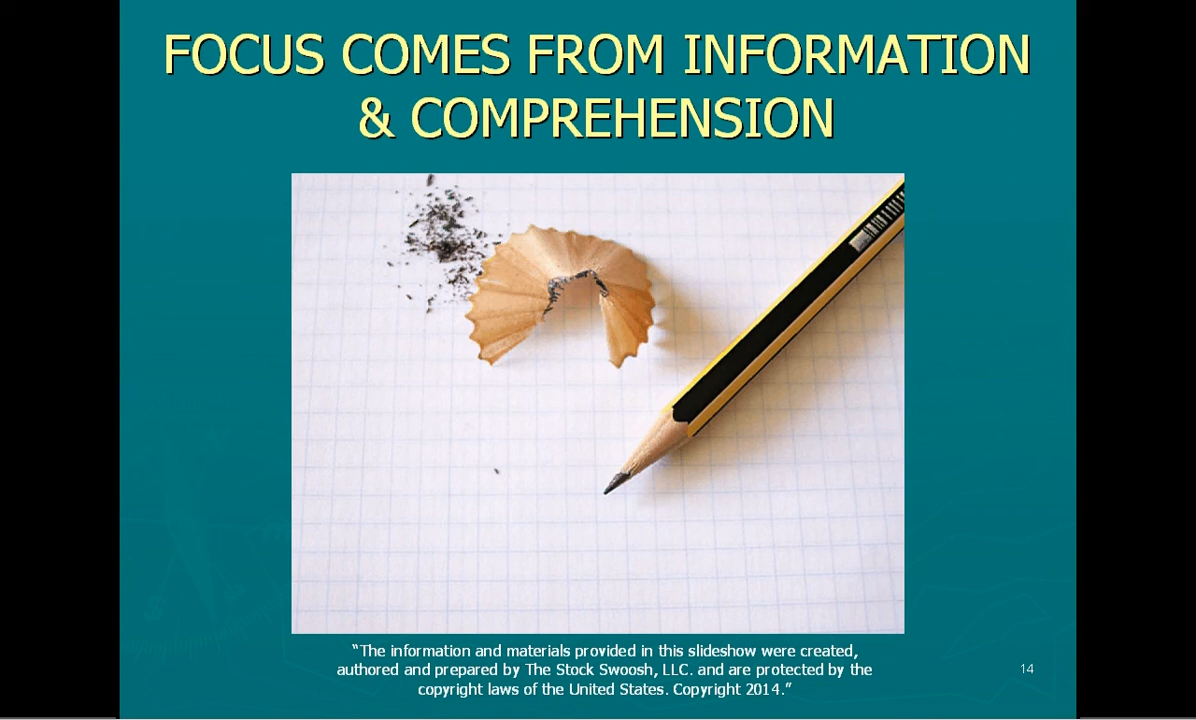 FOCUS COMES FROM INFORMATION
& COMPREHENSION
“The information and materials provided in this slideshow were created,
authored and prepared by The Stock Swoosh, LLC. and are protected by the
copyright laws of the United States. Copyright 2014.”
14